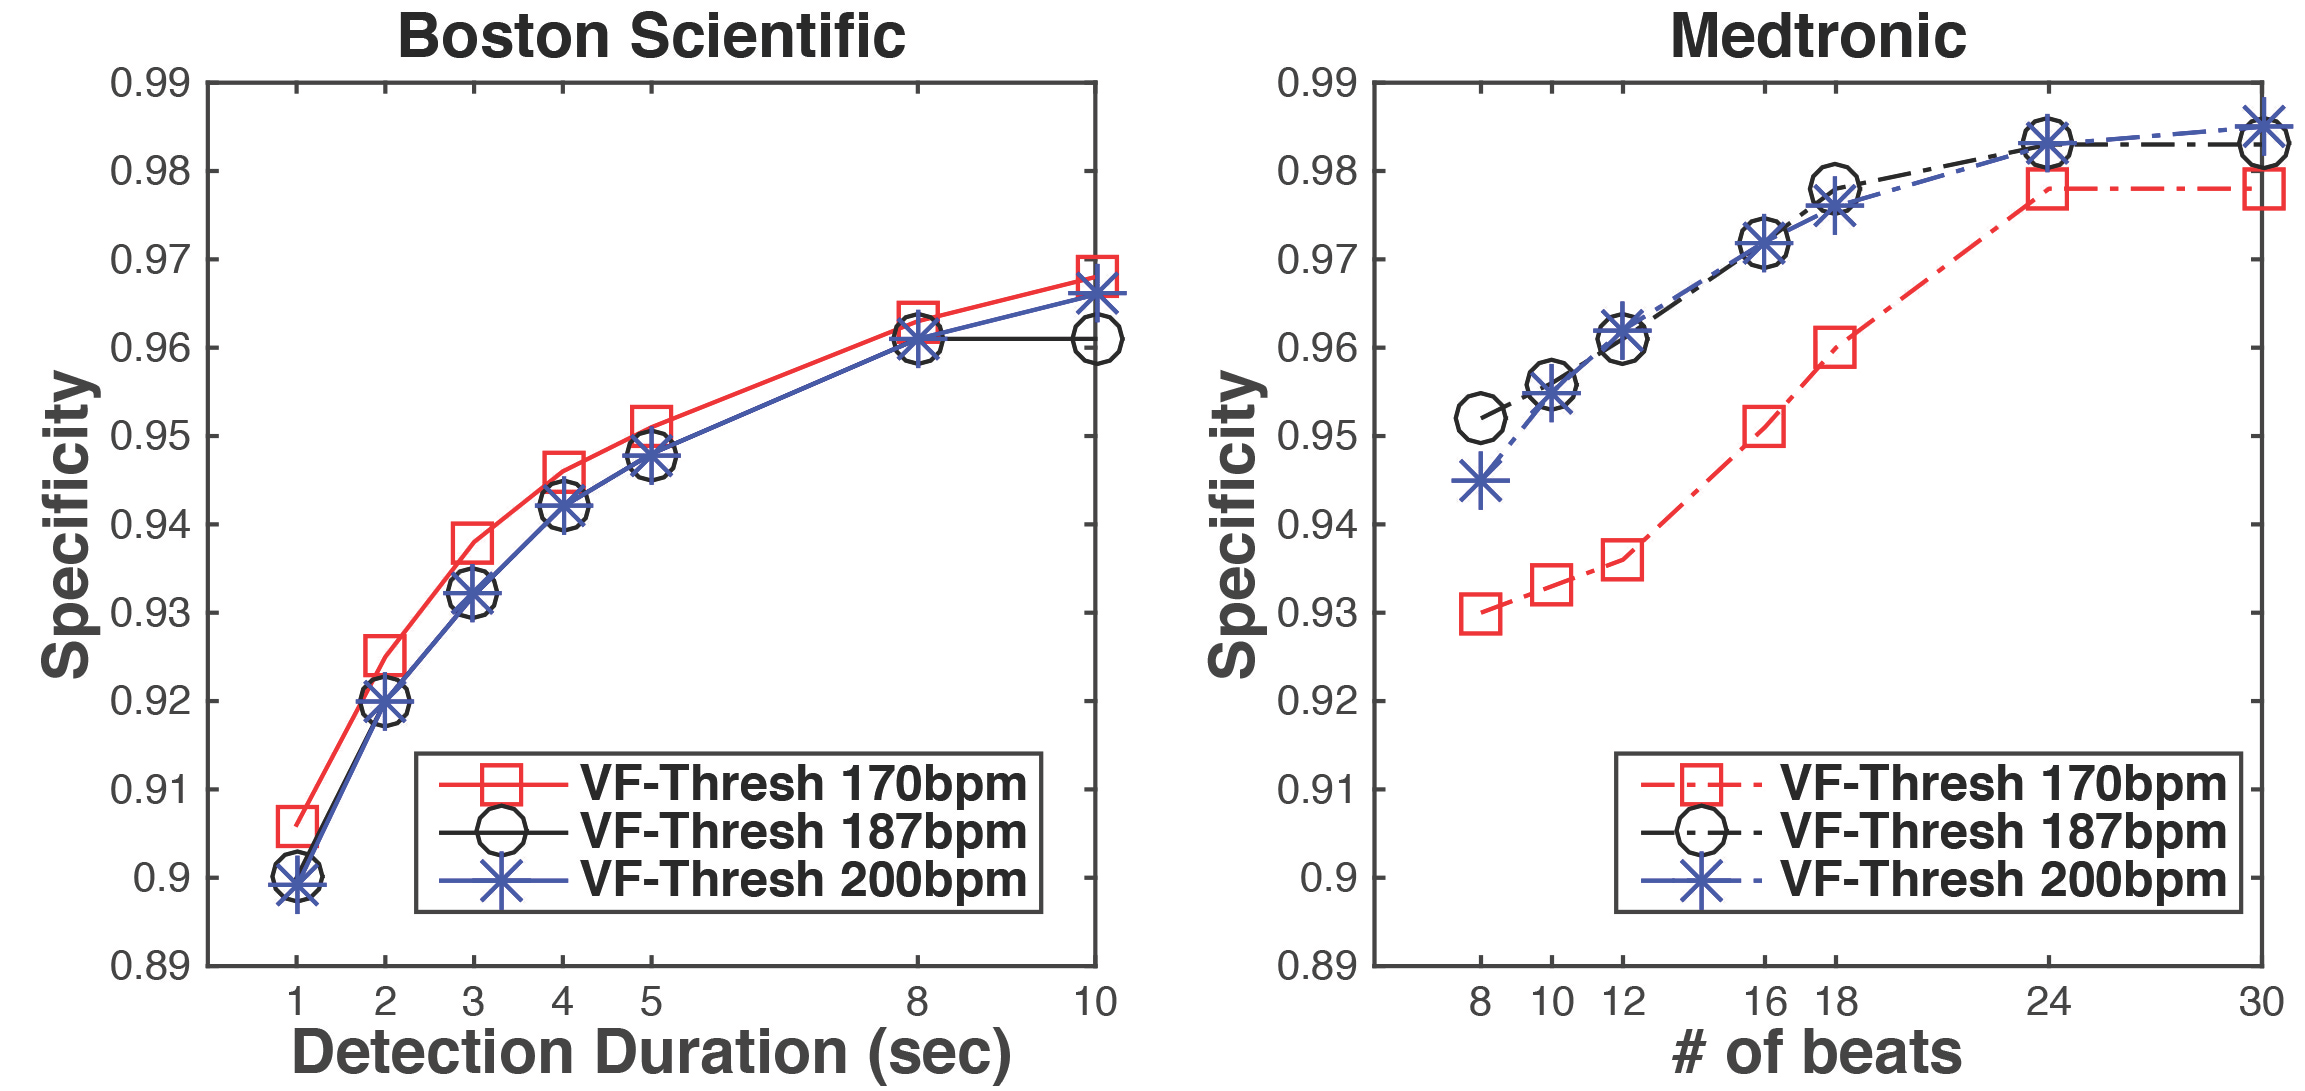 Boston Scientific
0.99
0.98
0.97
0.96
0.95
0.94
0.93
0.92
0.91
0.9
0.89
Specificity
VF-Thresh 170bpm
VF-Thresh 187bpm
VF-Thresh 200bpm
1 2 3 4 5 8 10
Detection Duration (sec)
Medtronic
0.99
0.98
0.97
0.96
0.95
0.94
0.93
0.92
0.91
0.9
0.89
Specificity
VF-Thresh 170bpm
VF-Thresh 187bpm
VF-Thresh 200bpm
8 10 12 16 18 24 30
# of beats